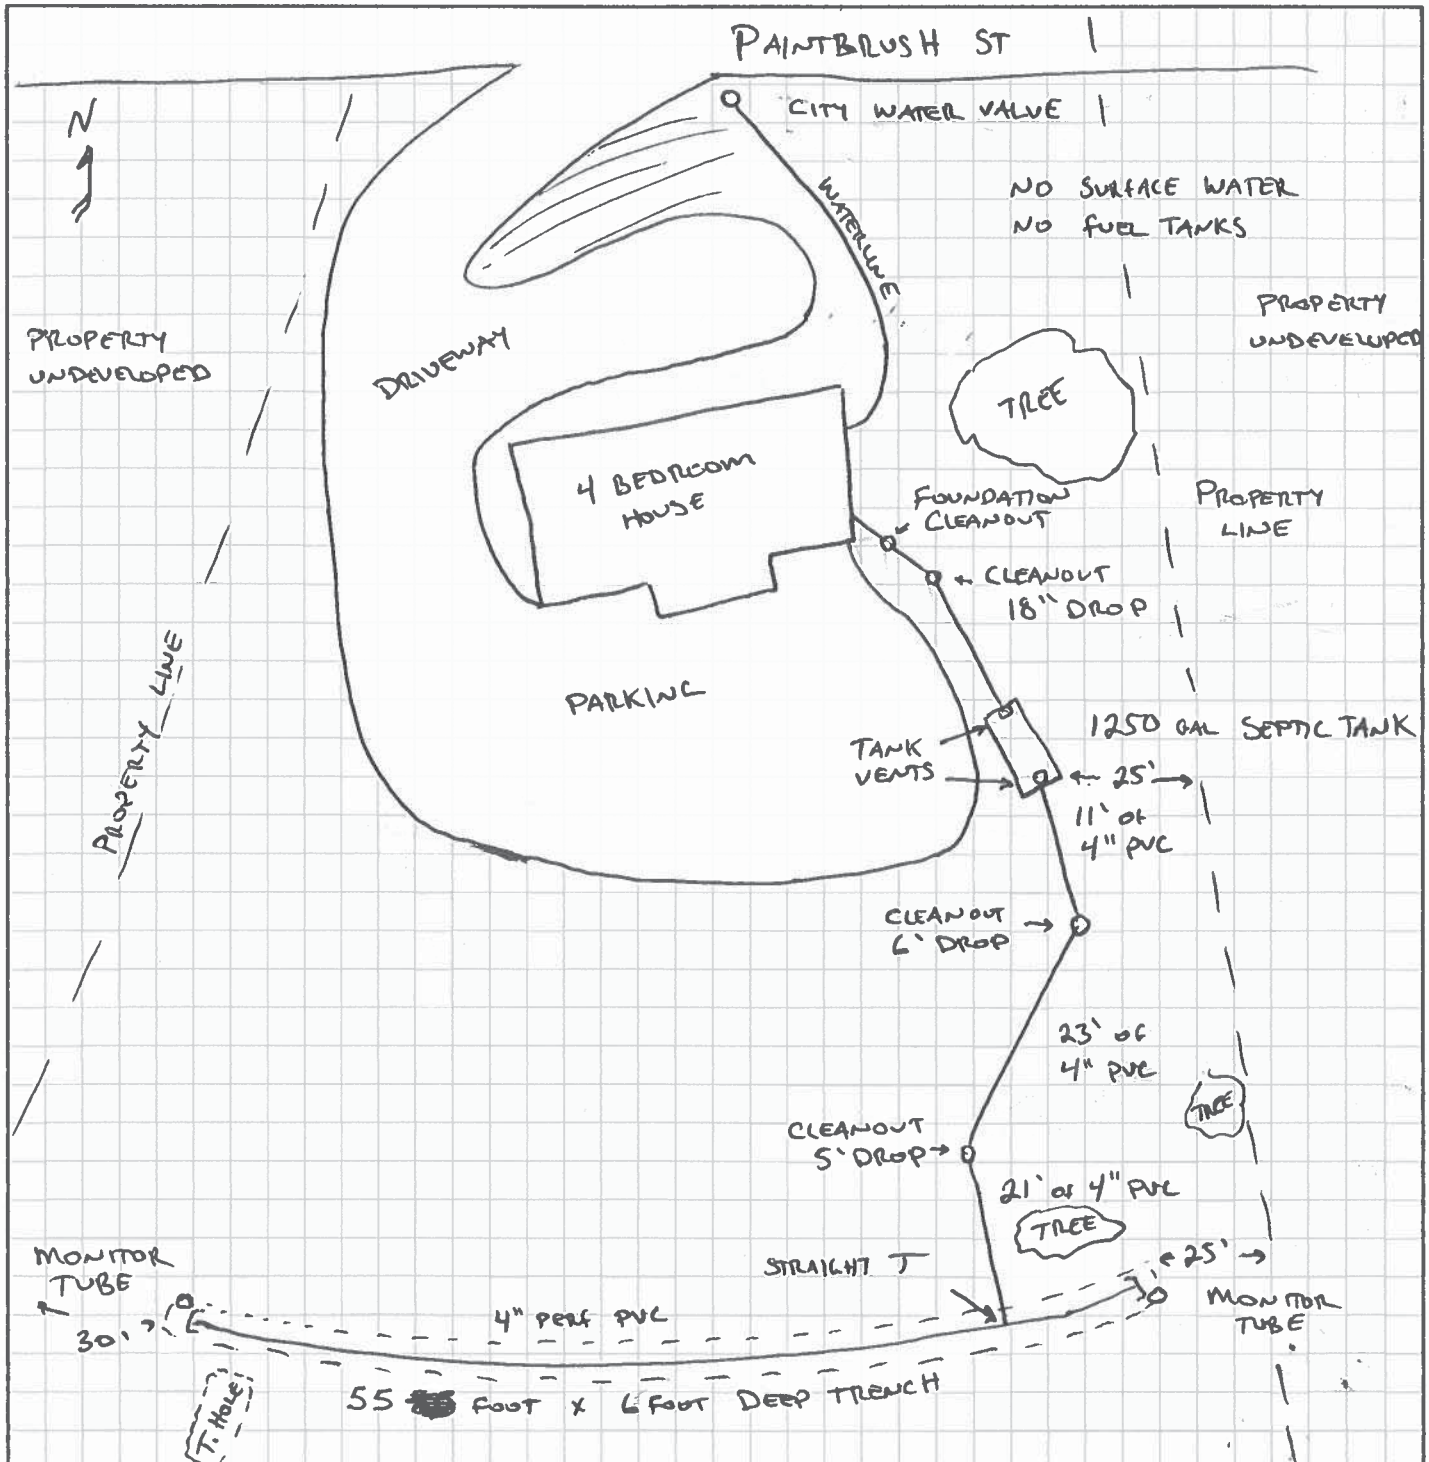 PAINTBRUSH ST
CITY WATER VALVE
N
WATERLINE
NO SURFACE WATER
NO FUEL TANKS
PROPERTY
UNDEVELOPED
PROPERTY
UNDEVELOPED
DRIVEWAY
TREE
4 BEDROOM
HOUSE
FOUNDATION
CLEANOUT
PROPERTY
LINE
CLEANOUT
18" DROP
PROPERTY LINE
PARKING
1250 GAL SEPTIC TANK
TANK
VENTS
25'
11' OF
4" PVC
CLEANOUT
6' DROP
23' OF
4" PVC
TREE
CLEANOUT
5' DROP
21' OF 4" PVC
TREE
MONITOR
TUBE
30'
STRAIGHT T
25'
MONITOR
TUBE
4" PERF PVC
55 FOOT x 6 FOOT DEEP TRENCH
T. HOLE